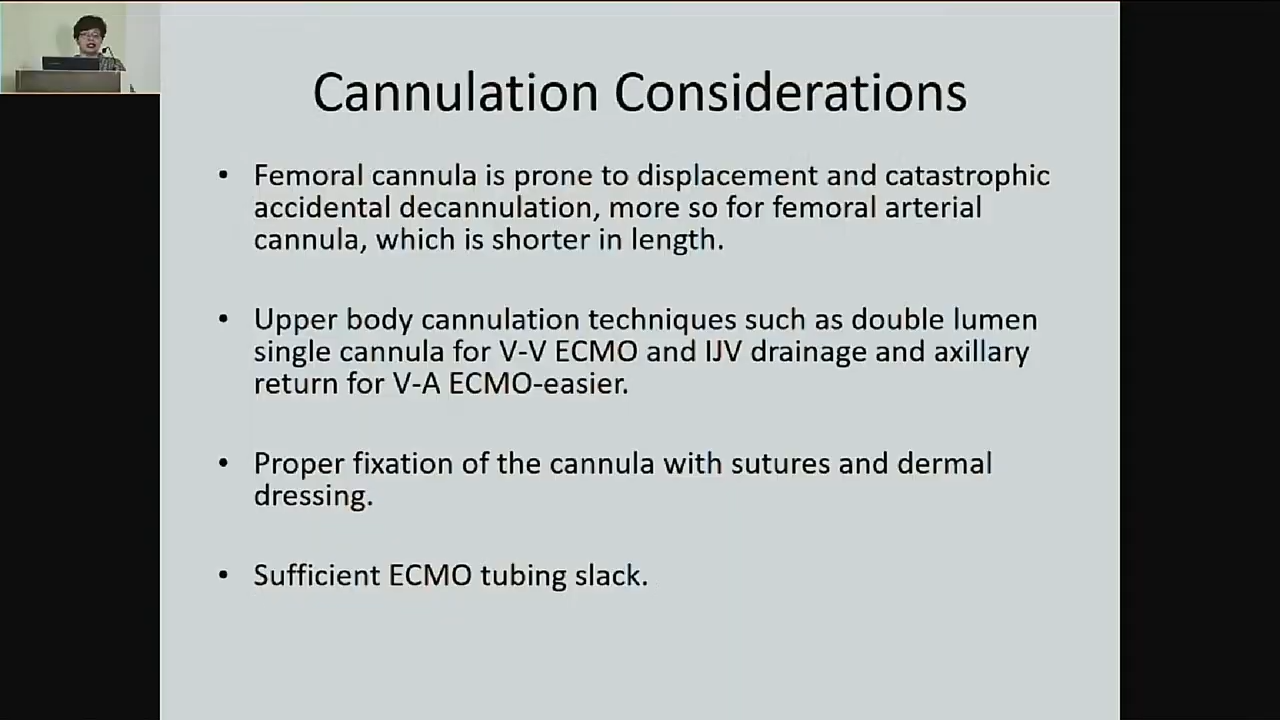 Cannulation Considerations
• Femoral cannula is prone to displacement and catastrophic
accidental decannulation, more so for femoral arterial
cannula, which is shorter in length.
• Upper body cannulation techniques such as double lumen
single cannula for V-V ECMO and IJV drainage and axillary
return for V-A ECMO-easier.
• Proper fixation of the cannula with sutures and dermal
dressing.
• Sufficient ECMO tubing slack.